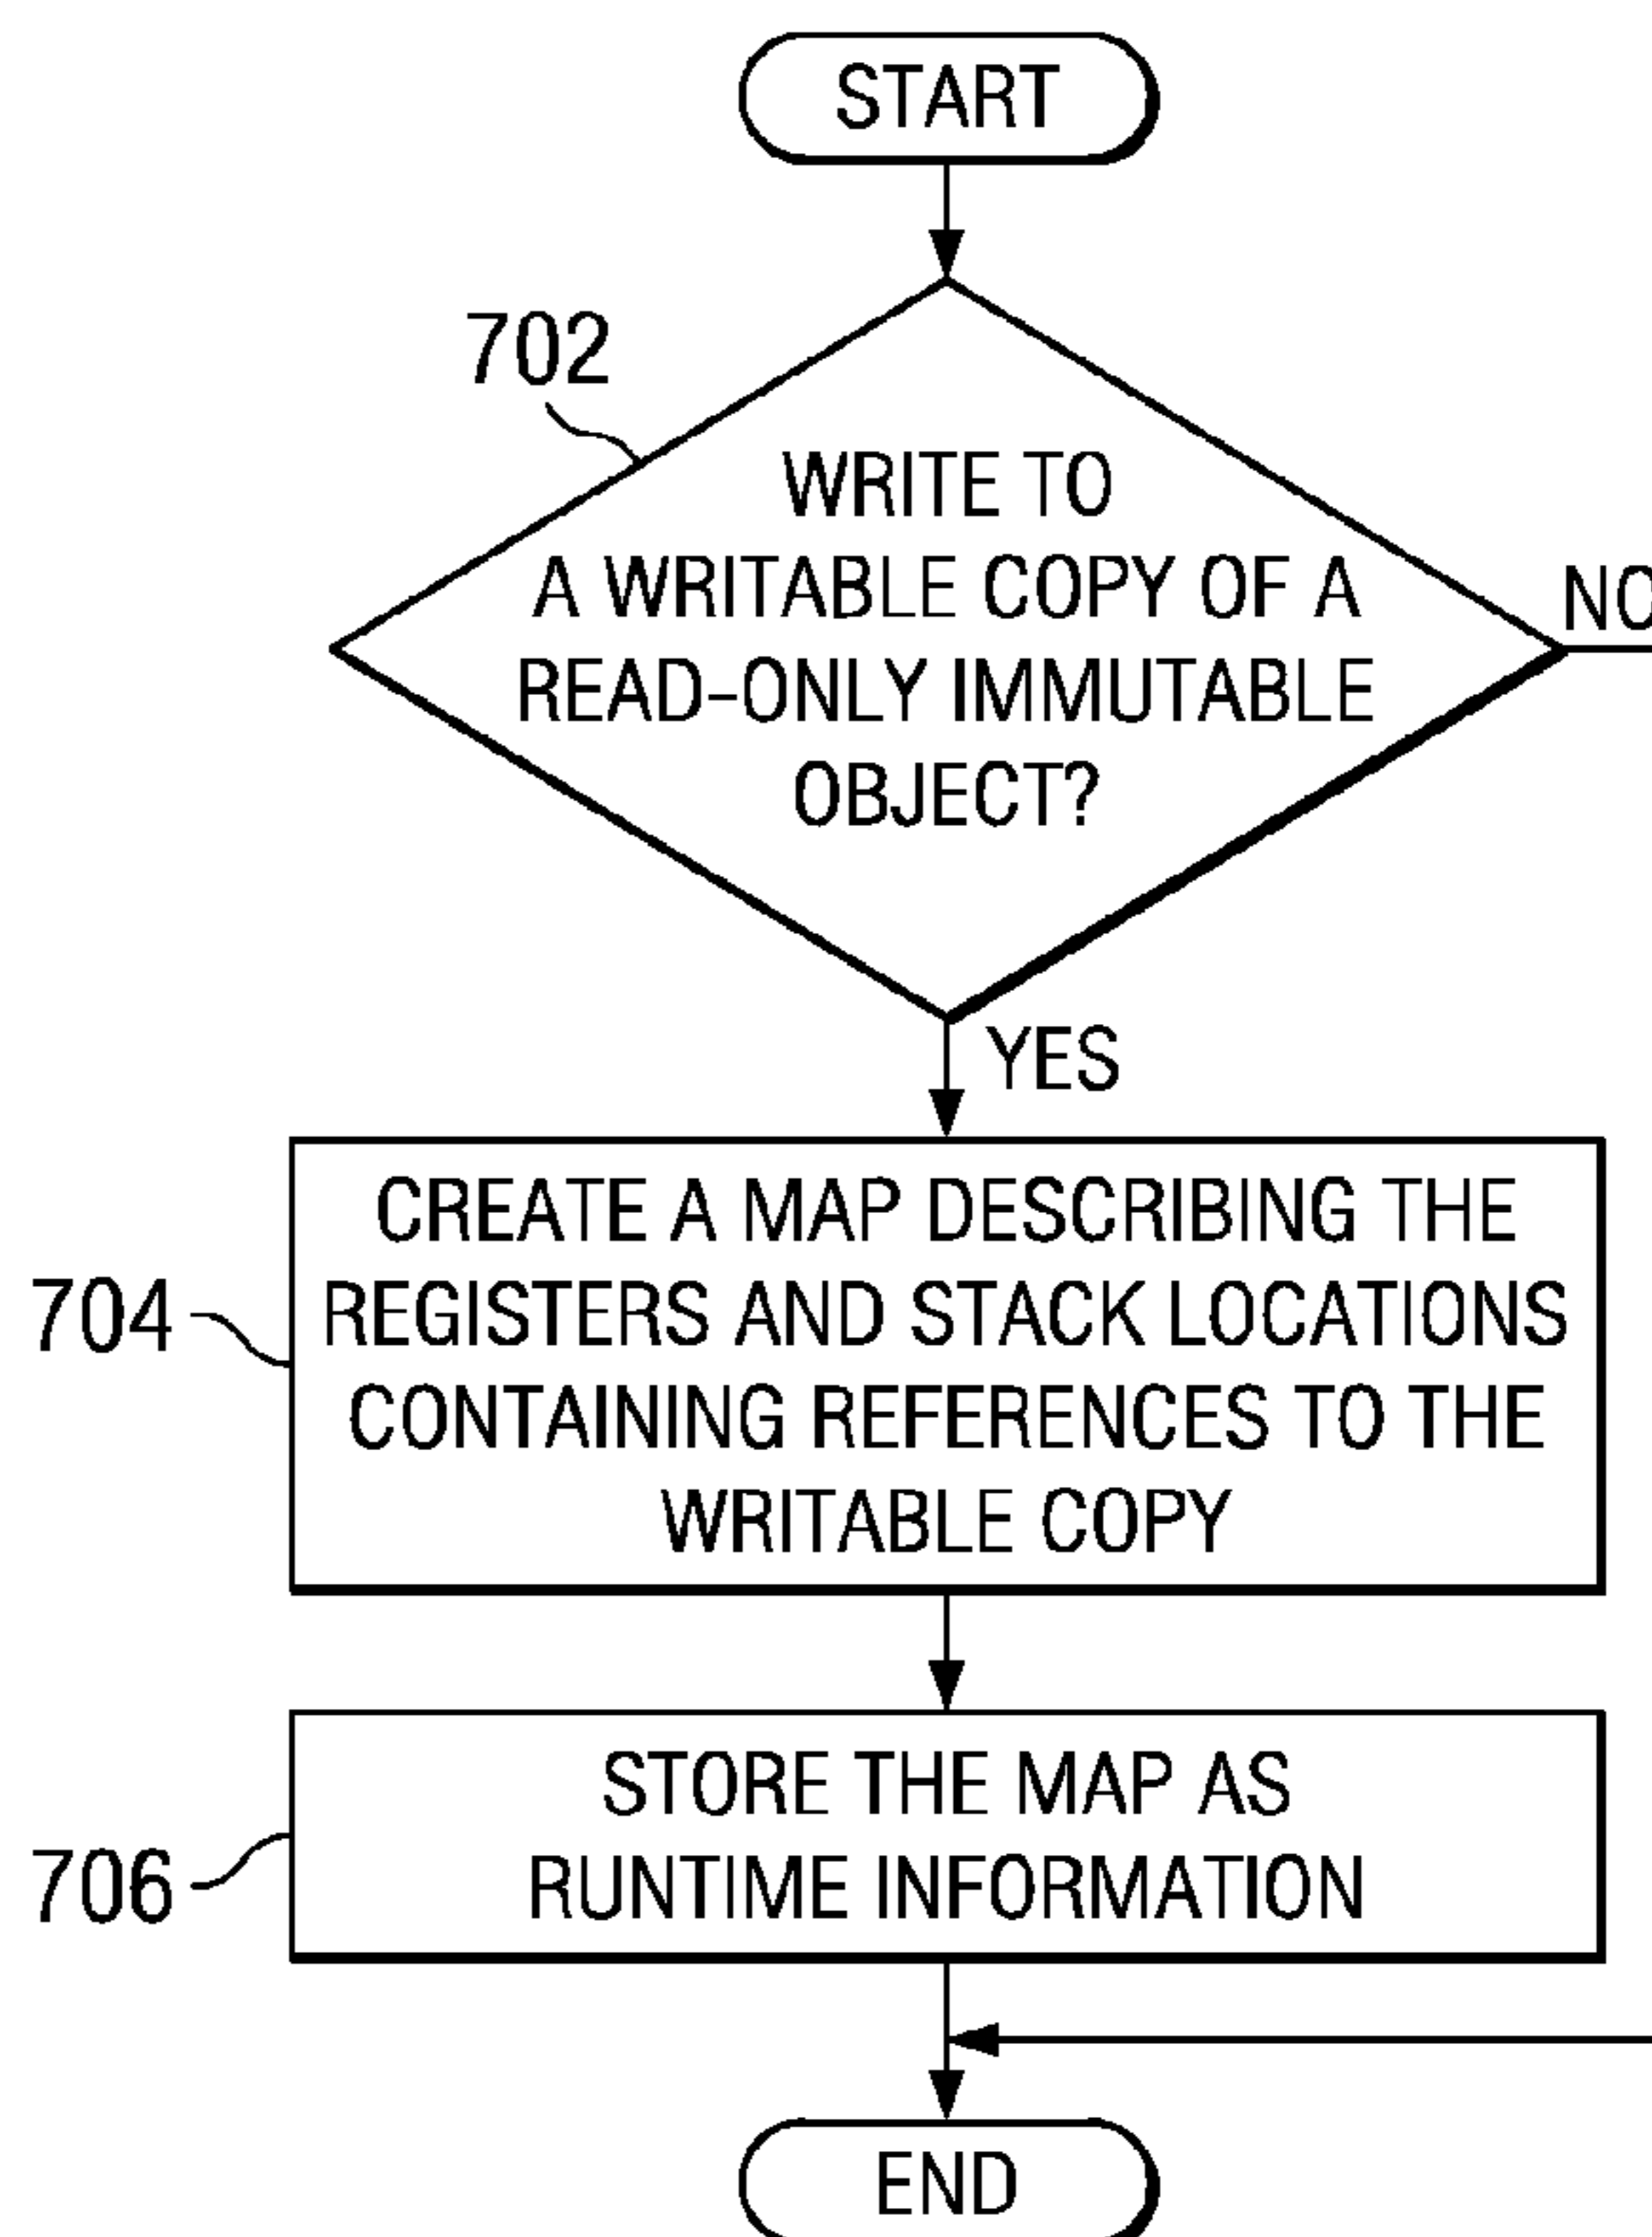 START
702
WRITE TO
A WRITABLE COPY OF A
READ-ONLY IMMUTABLE
OBJECT?
NO
YES
704
CREATE A MAP DESCRIBING THE
REGISTERS AND STACK LOCATIONS
CONTAINING REFERENCES TO THE
WRITABLE COPY
706
STORE THE MAP AS
RUNTIME INFORMATION
END